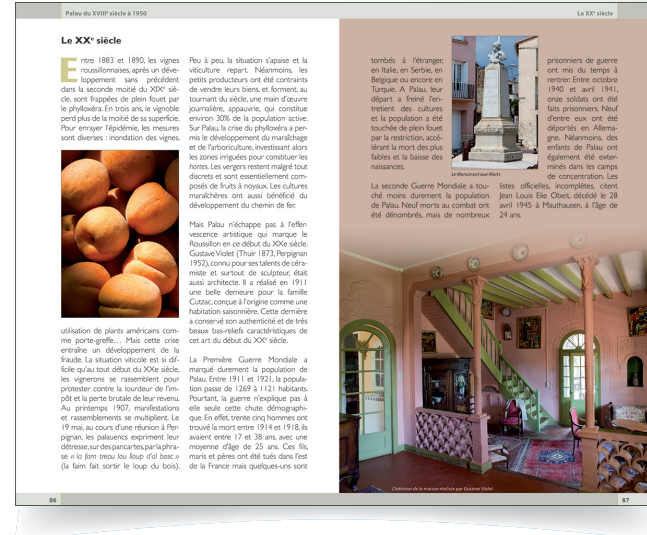 Palau du XVIIIe siècle à 1950
Le XXe siècle
Entre 1883 et 1890, les vignes
roussillonnaises, après un déve-
loppement sans précédent
dans la seconde moitié du XIXe siè-
cle, sont frappées de plein fouet par
le phylloxéra. En trois ans, le vignoble
perd plus de la moitié de sa superficie.
Pour enrayer l'épidémie, les mesures
sont diverses : inondation des vignes,
utilisation de plants américains com-
me porte-greffe… Mais cette crise
entraîne un développement de la
fraude. La situation viticole est si dif-
ficile qu'au tout début du XXe siècle,
les vignerons se rassemblent pour
protester contre la lourdeur de l'im-
pôt et la perte brutale de leur revenu.
Au printemps 1907, manifestations
et rassemblements se multiplient. Le
19 mai, au cours d'une réunion à Per-
pignan, les palauencs expriment leur
détresse, sur des pancartes, par la phra-
se « la fam treou lou lloup d'al bosc »
(la faim fait sortir le loup du bois).
Peu à peu, la situation s'apaise et la
viticulture repart. Néanmoins, les
petits producteurs ont été contraints
de vendre leurs biens, et forment, au
tournant du siècle, une main d'œuvre
journalière, appauvrie, qui constitue
environ 30% de la population active.
Sur Palau, la crise du phylloxéra a per-
mis le développement du maraîchage
et de l'arboriculture, investissant alors
les zones irriguées pour constituer les
hortes. Les vergers restent malgré tout
discrets et sont essentiellement com-
posés de fruits à noyaux. Les cultures
maraîchères ont aussi bénéficié du
développement du chemin de fer.
Mais Palau n'échappe pas à l'effer-
vescence artistique qui marque le
Roussillon en ce début du XXe siècle.
Gustave Violet (Thuir 1873, Perpignan
1952), connu pour ses talents de céra-
miste et surtout de sculpteur, était
aussi architecte. Il a réalisé en 1911
une belle demeure pour la famille
Cutzac, conçue à l'origine comme une
habitation saisonnière. Cette dernière
a conservé son authenticité et de très
beaux bas-reliefs caractéristiques de
cet art du début du XXe siècle.
La Première Guerre Mondiale a
marqué durement la population de
Palau. Entre 1911 et 1921, la popula-
tion passe de 1269 à 1121 habitants.
Pourtant, la guerre n'explique pas à
elle seule cette chute démographi-
que. En effet, trente cinq hommes ont
trouvé la mort entre 1914 et 1918, ils
avaient entre 17 et 38 ans, avec une
moyenne d'âge de 25 ans. Ces fils,
maris et pères ont été tués dans l'est
de la France mais quelques-uns sont
86
Le XXe siècle
tombés à l'étranger,
en Italie, en Serbie, en
Belgique ou encore en
Turquie. A Palau, leur
départ a freiné l'en-
tretient des cultures
et la population a été
touchée de plein fouet
par la restriction, accé-
lérant la mort des plus
faibles et la baisse des
naissances.
Le Monument aux Morts
La seconde Guerre Mondiale a tou-
ché moins durement la population
de Palau. Neuf morts au combat ont
été dénombrés, mais de nombreux
prisonniers de guerre
ont mis du temps à
rentrer. Entre octobre
1940 et avril 1941,
onze soldats ont été
faits prisonniers. Neuf
d'entre eux ont été
déportés en Allema-
gne. Néanmoins, des
enfants de Palau ont
également été exter-
minés dans les camps
de concentration. Les
listes officielles, incomplètes, citent
Jean Louis Elie Obeit, décédé le 28
avril 1945 à Mauthausen, à l'âge de
24 ans.
L'intérieur de la maison réalisée par Gustave Violet
87